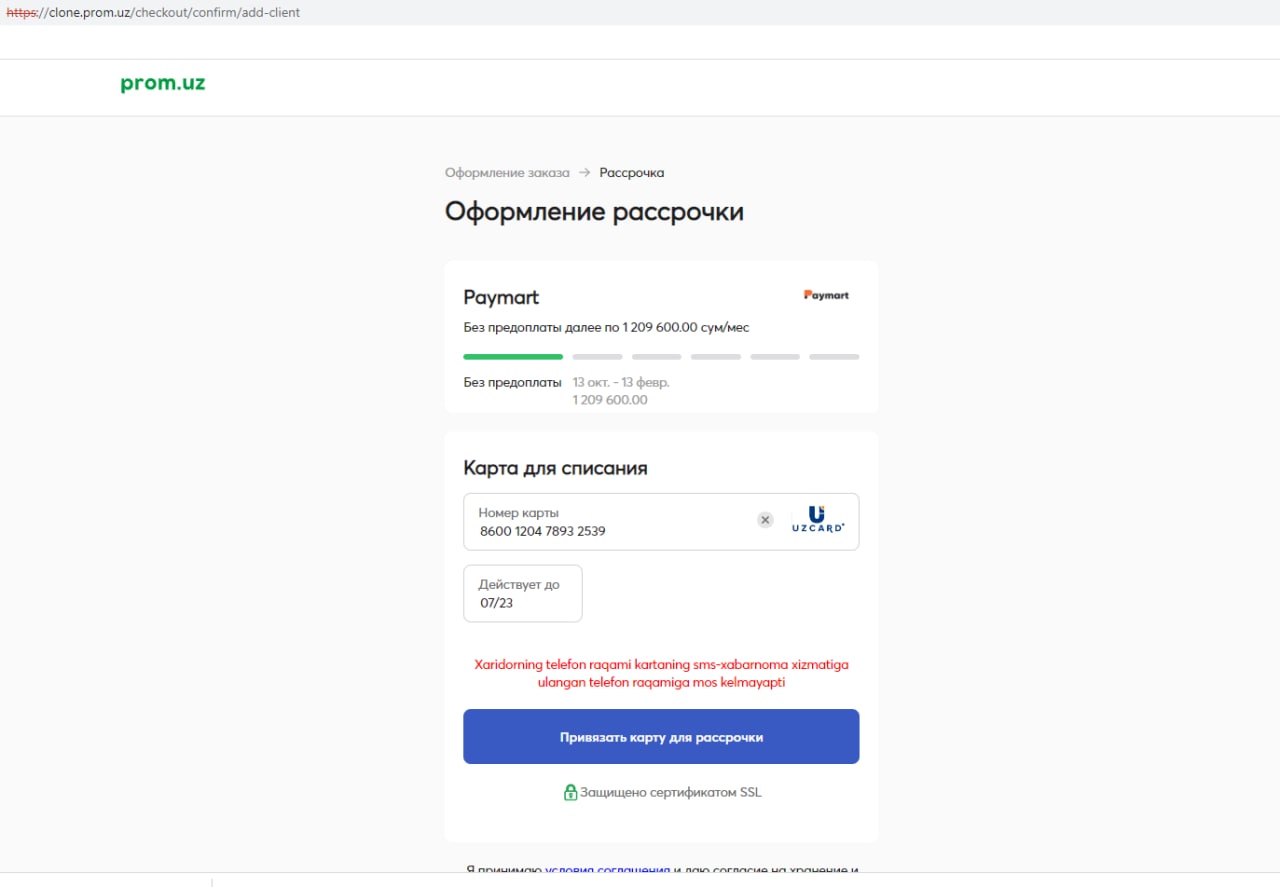 https://clone.prom.uz/checkout/confirm/add-client
prom.uz
Оформление заказа → Рассрочка
Оформление рассрочки
Paymart
Paymart
Без предоплаты далее по 1 209 600.00 сум/мес
Без предоплаты 13 окт. - 13 февр.
1 209 600.00
Карта для списания
Номер карты
8600 1204 7893 2539
UZCARD
Действует до
07/23
Xaridorning telefon raqami kartaning sms-xabarnoma xizmatiga
ulangan telefon raqamiga mos kelmayapti
Привязать карту для рассрочки
Защищено сертификатом SSL
Я принимаю условия соглашения и даю согласие на хранение и